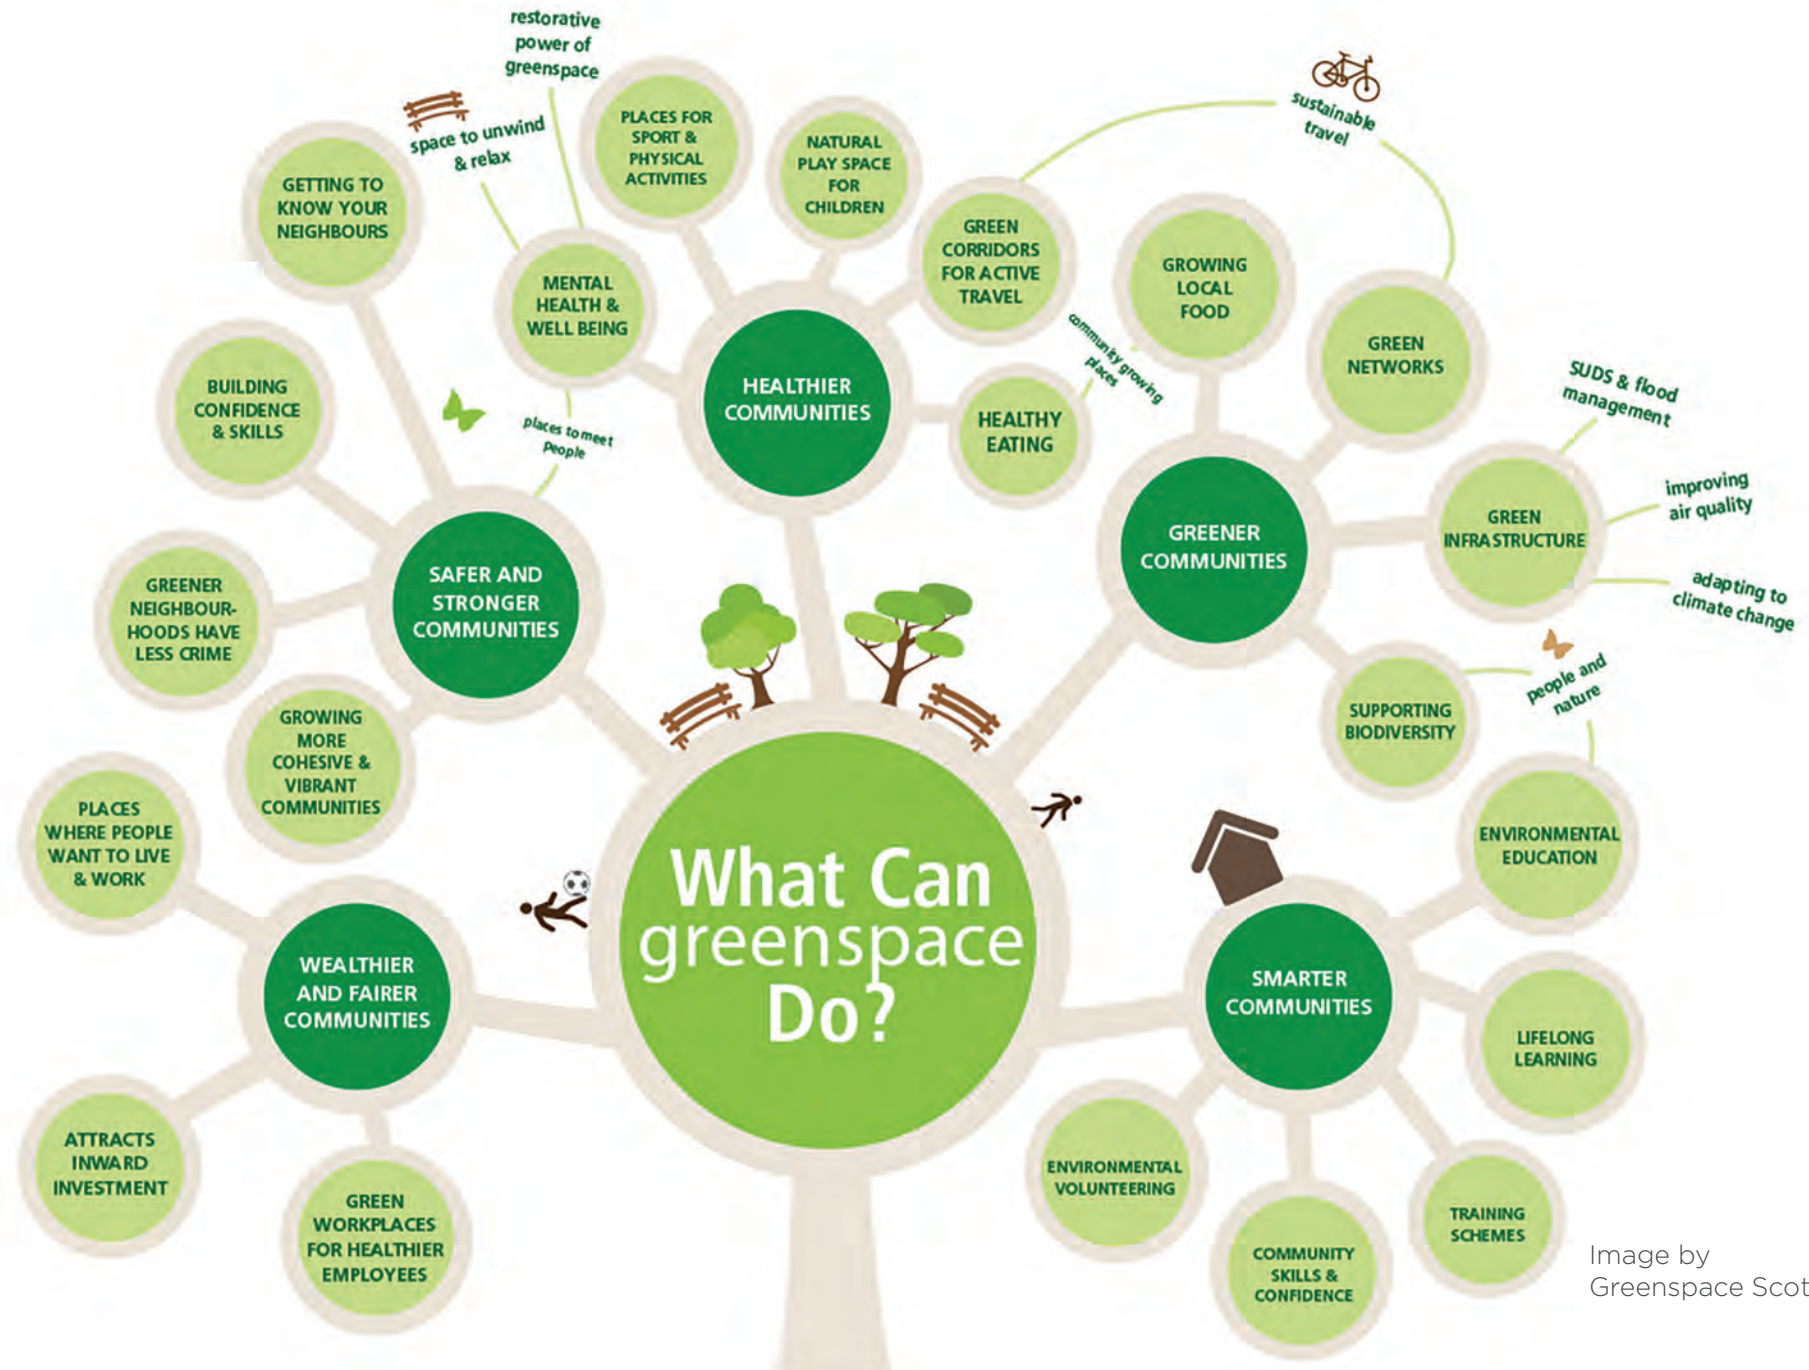 restorative
power of
greenspace
space to unwind
& relax
PLACES FOR
SPORT &
PHYSICAL
ACTIVITIES
NATURAL
PLAY SPACE
FOR
CHILDREN
sustainable
travel
GETTING TO
KNOW YOUR
NEIGHBOURS
MENTAL
HEALTH &
WELL BEING
GREEN
CORRIDORS
FOR ACTIVE
TRAVEL
GROWING
LOCAL
FOOD
GREEN
NETWORKS
community growing
places
BUILDING
CONFIDENCE
& SKILLS
places to meet
people
HEALTHIER
COMMUNITIES
HEALTHY
EATING
SUDS & flood
management
improving
air quality
adapting to
climate change
GREEN
INFRASTRUCTURE
GREENER
COMMUNITIES
SAFER AND
STRONGER
COMMUNITIES
GREENER
NEIGHBOUR-
HOODS HAVE
LESS CRIME
GROWING
MORE
COHESIVE &
VIBRANT
COMMUNITIES
SUPPORTING
BIODIVERSITY
people and
nature
PLACES
WHERE PEOPLE
WANT TO LIVE
& WORK
ENVIRONMENTAL
EDUCATION
What Can
greenspace
Do?
WEALTHIER
AND FAIRER
COMMUNITIES
SMARTER
COMMUNITIES
LIFELONG
LEARNING
ATTRACTS
INWARD
INVESTMENT
GREEN
WORKPLACES
FOR HEALTHIER
EMPLOYEES
ENVIRONMENTAL
VOLUNTEERING
COMMUNITY
SKILLS &
CONFIDENCE
TRAINING
SCHEMES
Image by
Greenspace Scot